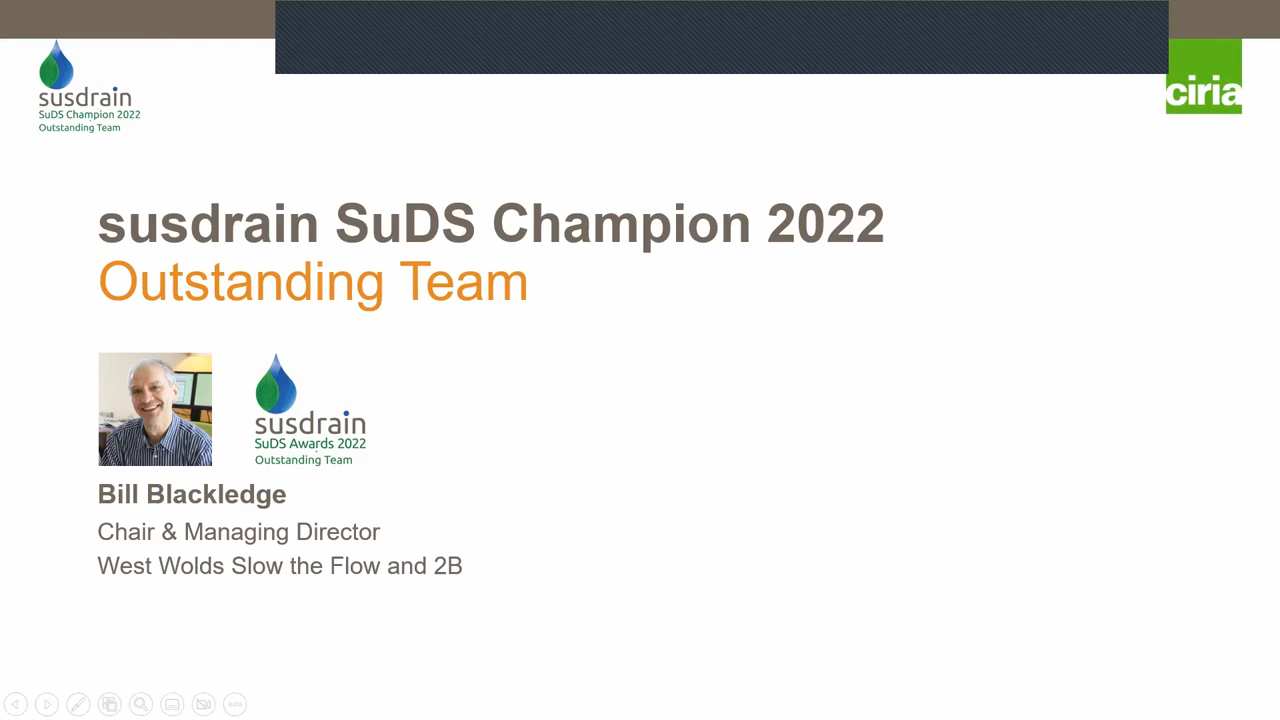 susdrain
SuDS Champion 2022
Outstanding Team
ciria
susdrain SuDS Champion 2022
Outstanding Team
susdrain
SuDS Awards 2022
Outstanding Team
Bill Blackledge
Chair & Managing Director
West Wolds Slow the Flow and 2B